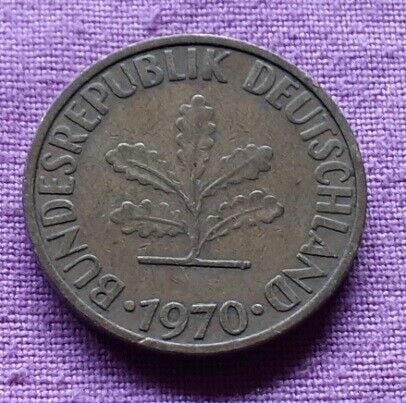 BUNDESREPUBLIK DEUTSCHLAND
·1970·